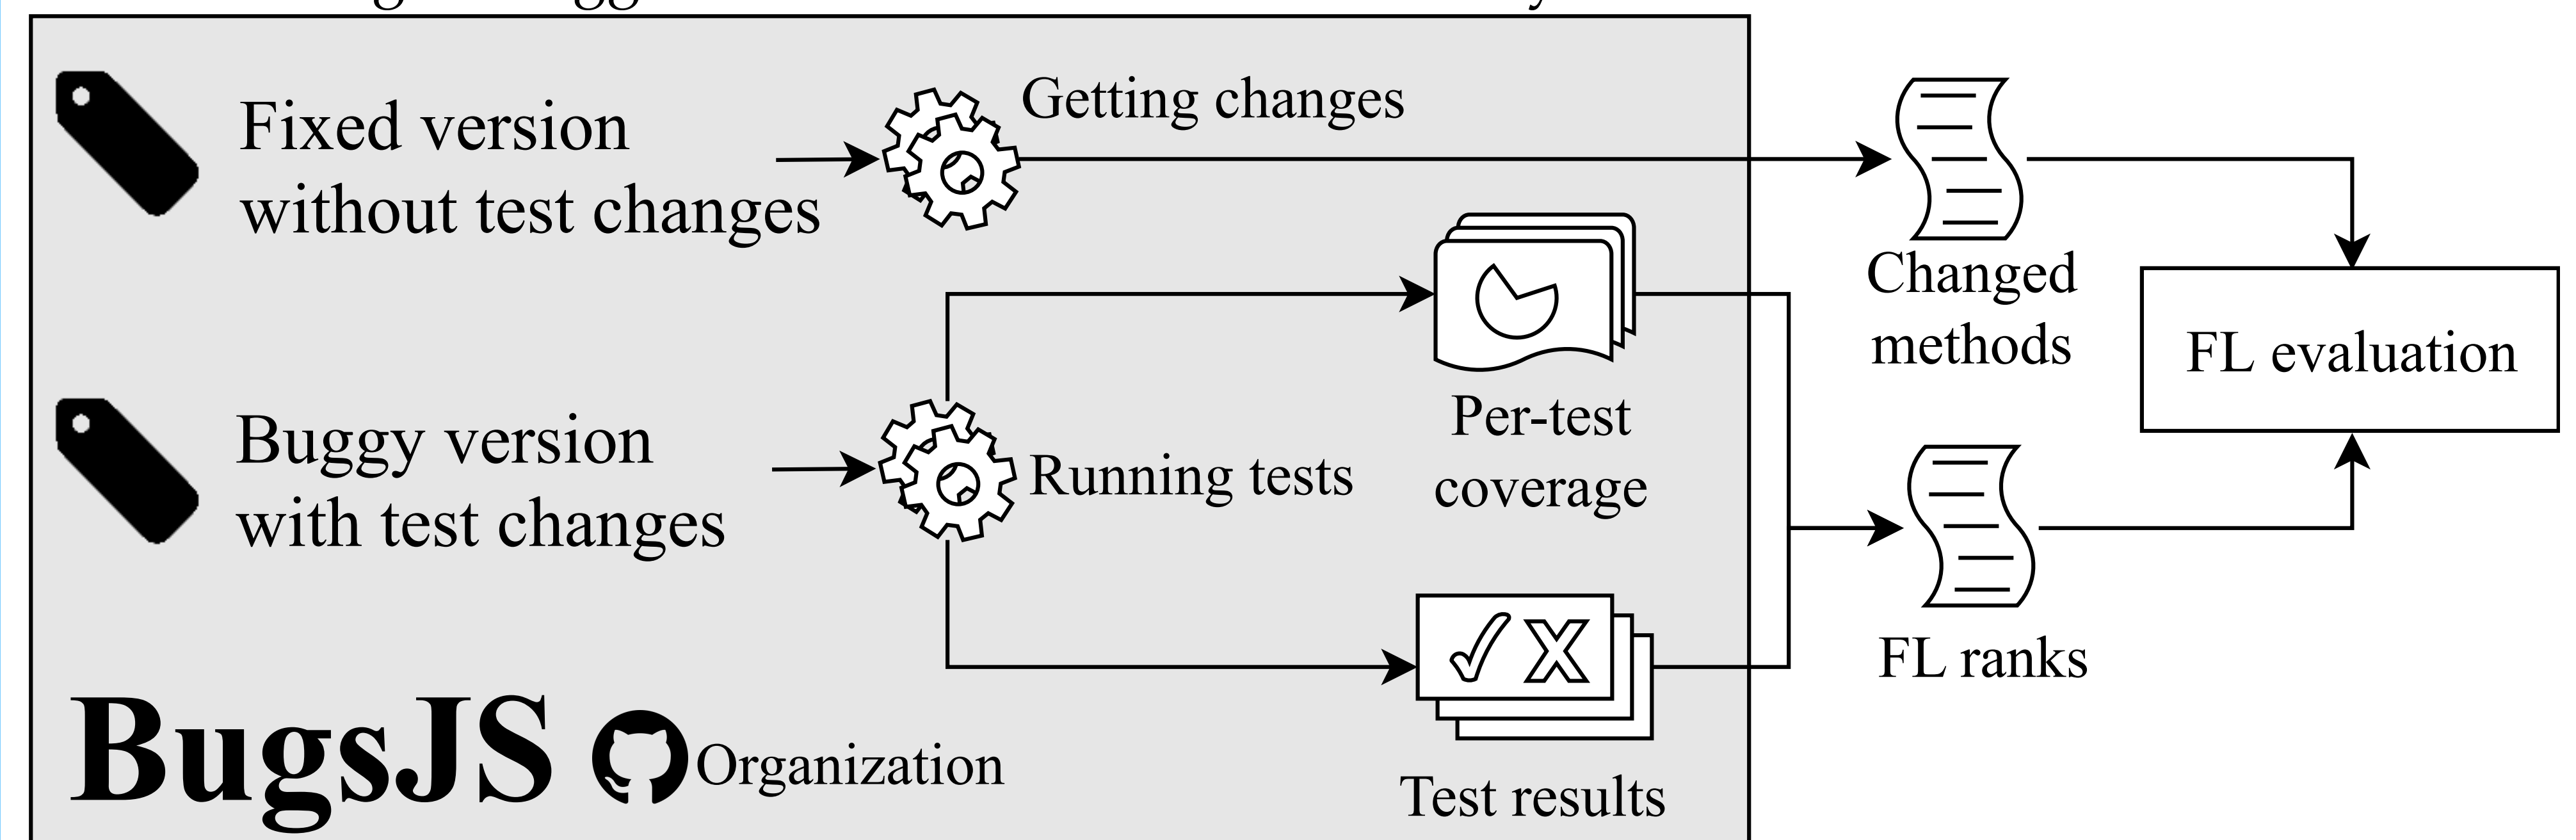 Fixed version
without test changes
Getting changes
Changed
methods
FL evaluation
Buggy version
with test changes
Running tests
Per-test
coverage
FL ranks
BugsJS Organization
Test results